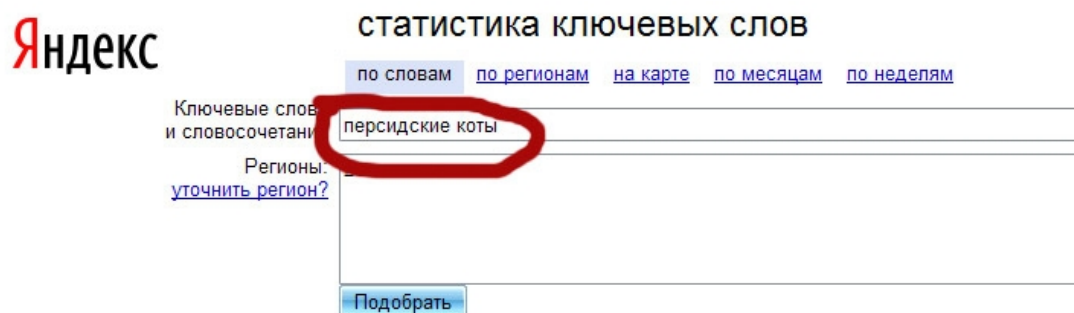 Яндекс
статистика ключевых слов
по словам по регионам на карте по месяцам по неделям
Ключевые слов
и словосочетани
персидские коты
Регионы:
уточнить регион?
Подобрать